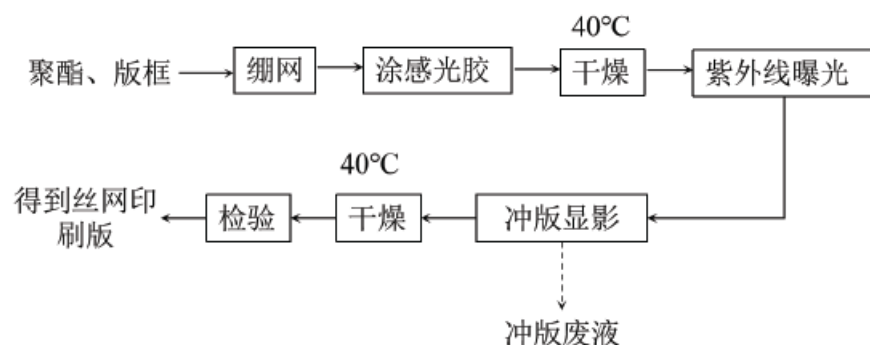 40℃
聚酯、版框
绷网
涂感光胶
干燥
紫外线曝光
40℃
得到丝网印
刷版
检验
干燥
冲版显影
冲版废液